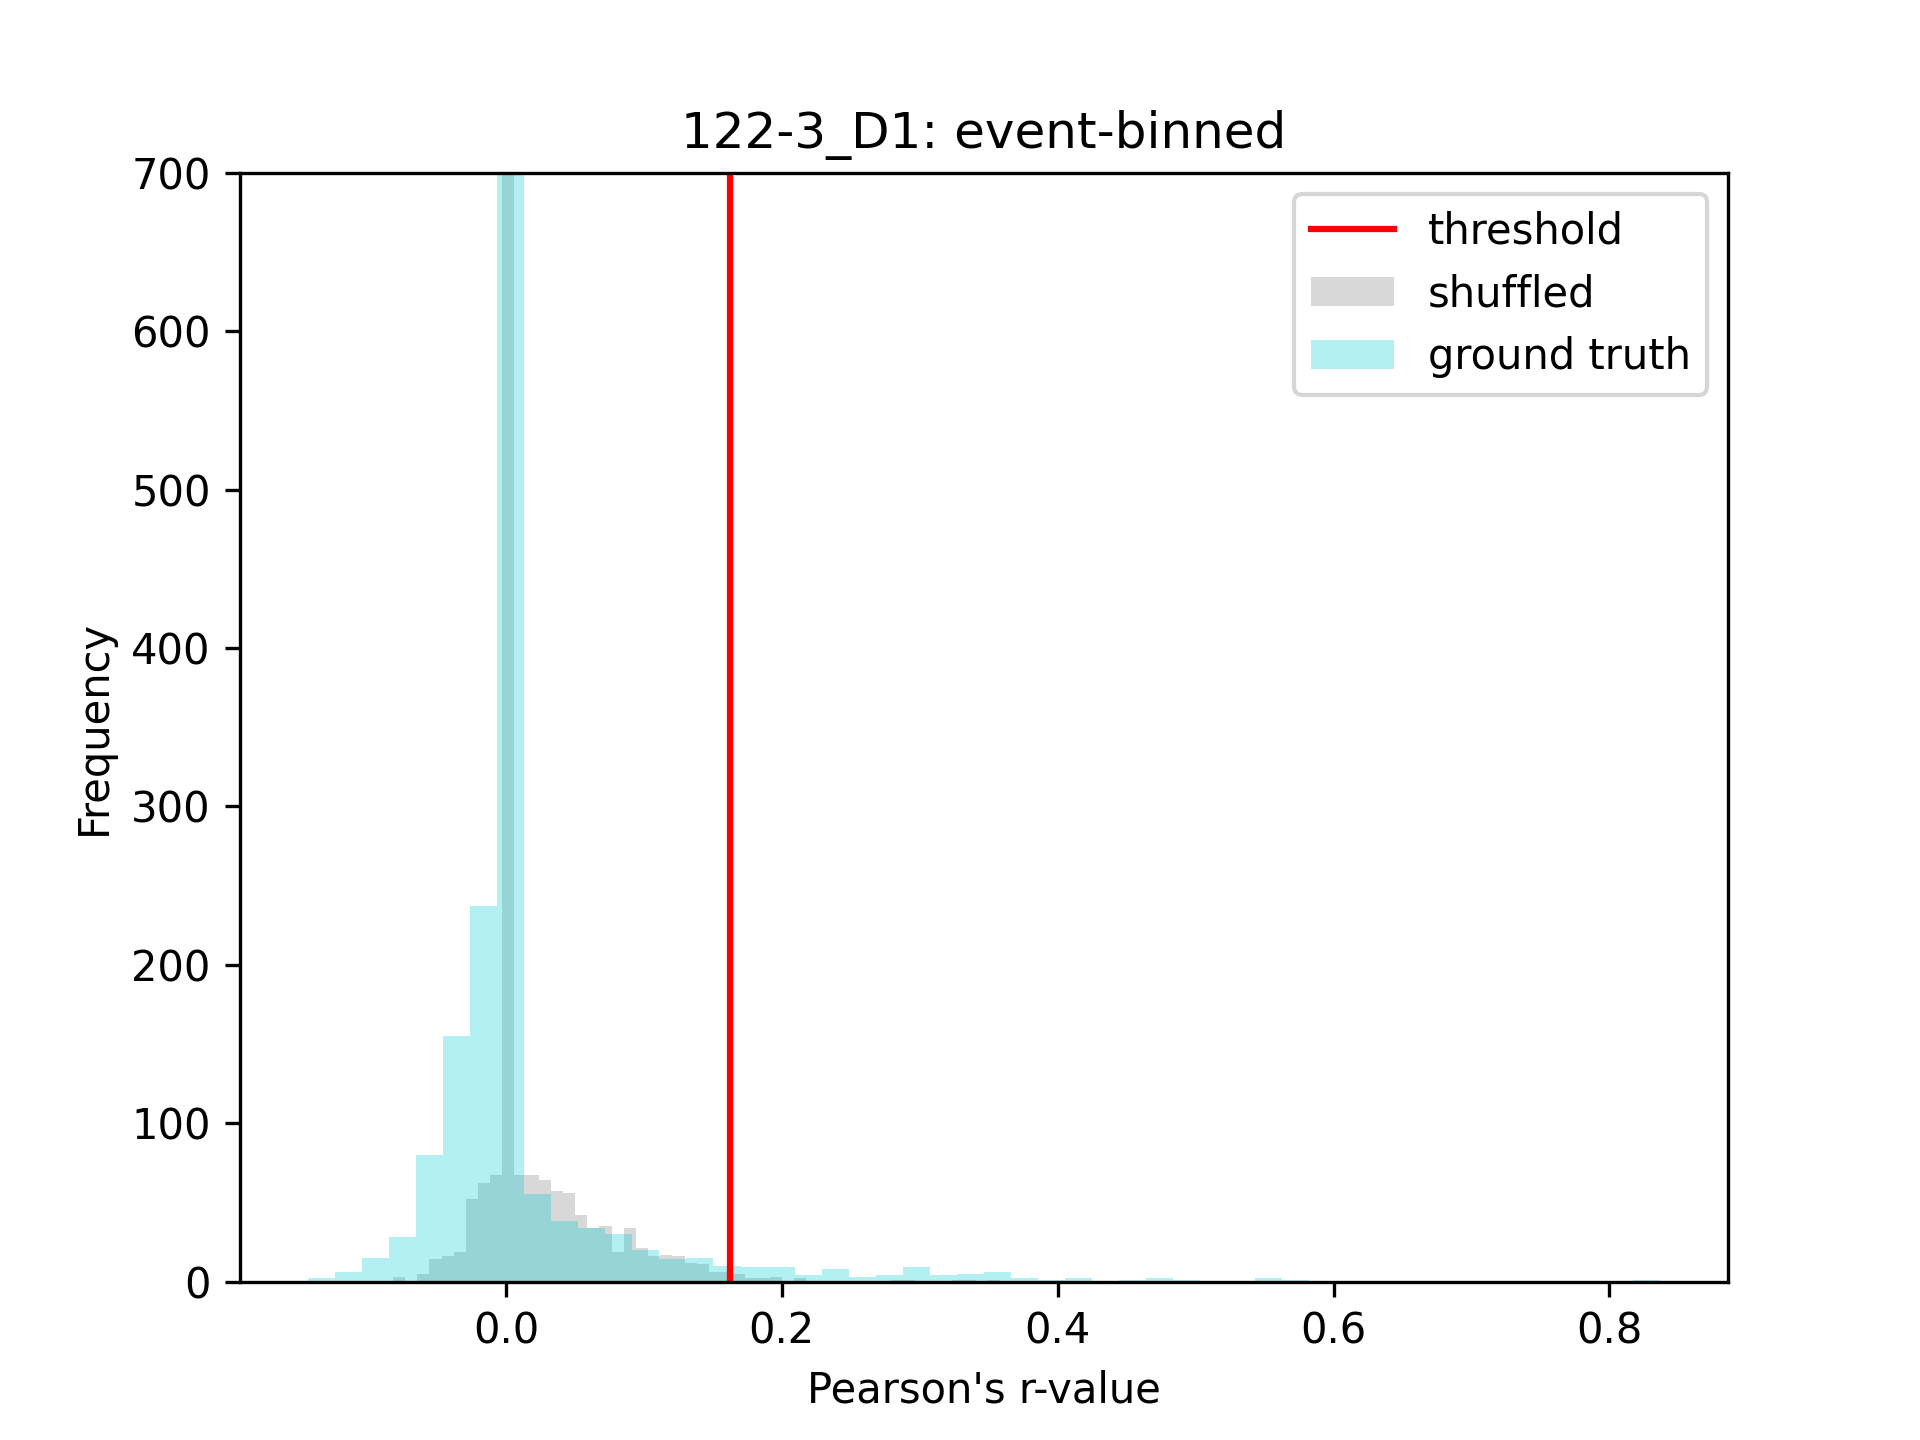 122-3_D1: event-binned
threshold
shuffled
ground truth
700
600
500
400
300
200
100
0
Frequency
0.0 0.2 0.4 0.6 0.8
Pearson's r-value